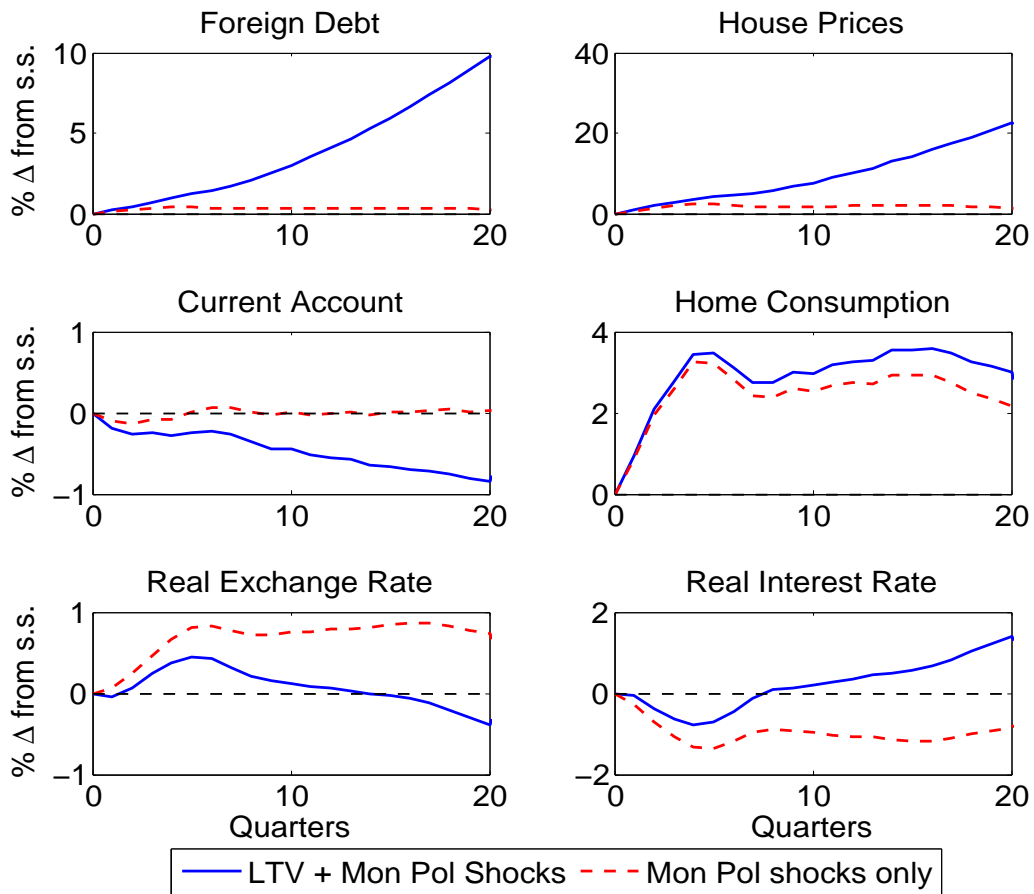 Foreign Debt
House Prices
% Δ from s.s.
10
5
0
0 10 20
40
20
0
0 10 20
Current Account
Home Consumption
% Δ from s.s.
1
0
−1
0 10 20
4
2
0
0 10 20
Real Exchange Rate
Real Interest Rate
% Δ from s.s.
1
0
−1
0 10 20
Quarters
2
0
−2
0 10 20
Quarters
LTV + Mon Pol Shocks
Mon Pol shocks only